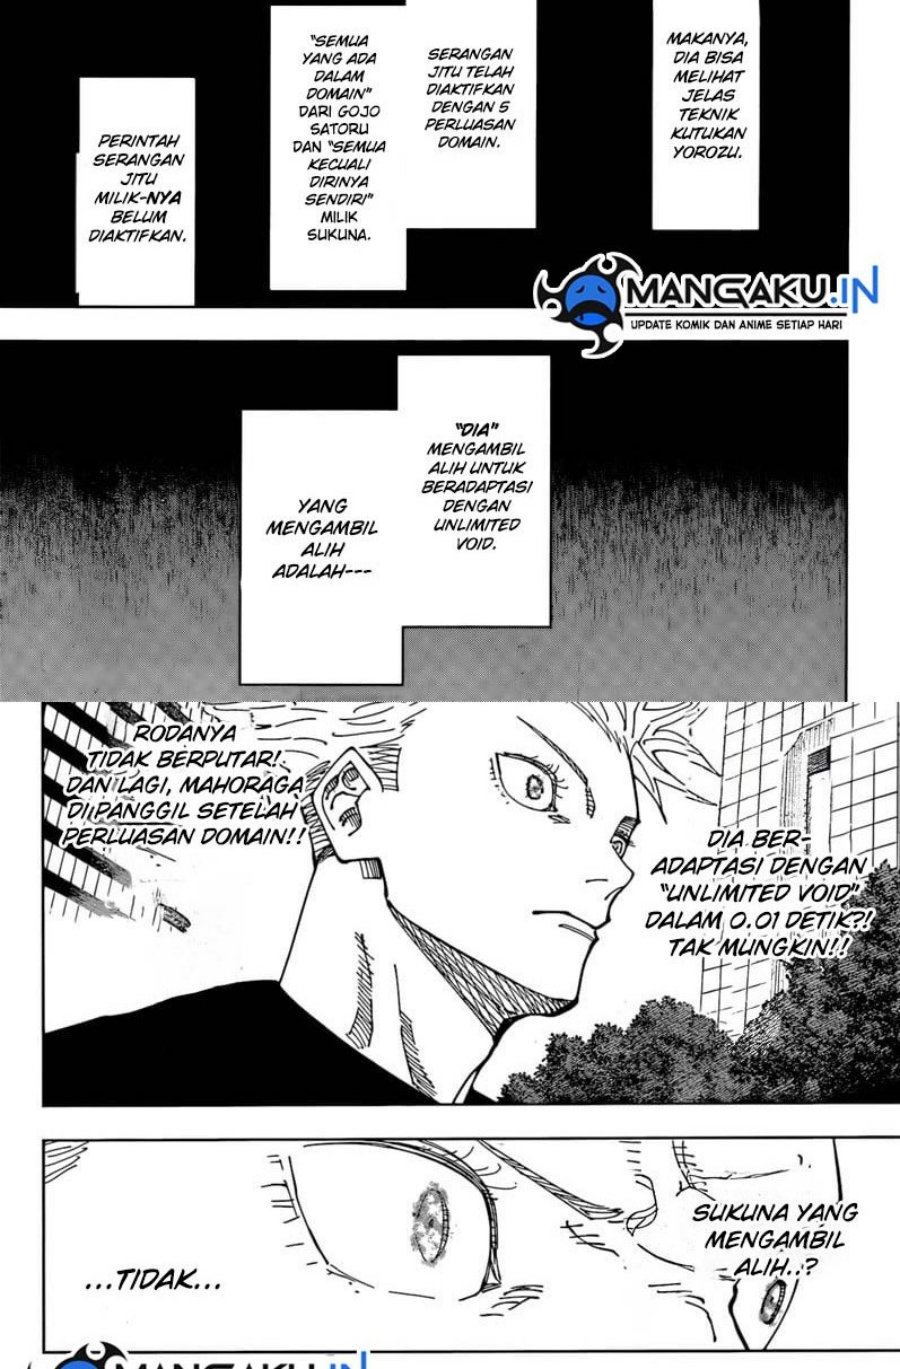 MAKANYA,
DIA BISA
MELIHAT
JELAS
TEKNIK
KUTUKAN
YOROZU.
SERANGAN
JITU TELAH
DIAKTIFKAN
DENGAN 5
PERLUASAN
DOMAIN.
"SEMUA
YANG ADA
DALAM
DOMAIN"
DARI GOJO
SATORU
DAN "SEMUA
KECUALI
DIRINYA
SENDIRI"
MILIK
SUKUNA.
PERINTAH
SERANGAN
JITU
MILIK-NYA
BELUM
DIAKTIFKAN.
MANGAKU.IN
UPDATE KOMIK DAN ANIME SETIAP HARI
"DIA"
MENGAMBIL
ALIH UNTUK
BERADAPTASI
DENGAN
UNLIMITED
VOID.
YANG
MENGAMBIL
ALIH
ADALAH---
DIA BER-
ADAPTASI DENGAN
"UNLIMITED VOID"
DALAM 0.01 DETIK?!
TAK MUNGKIN!!
RODANYA
TIDAK BERPUTAR!
DAN LAGI, MAHORAGA
DIIPANGGIL SETELAH
PERLUASAN DOMAIN!!
SUKUNA YANG
MENGAMBIL
ALIH..?
...TIDAK...
MANGAKU.IN